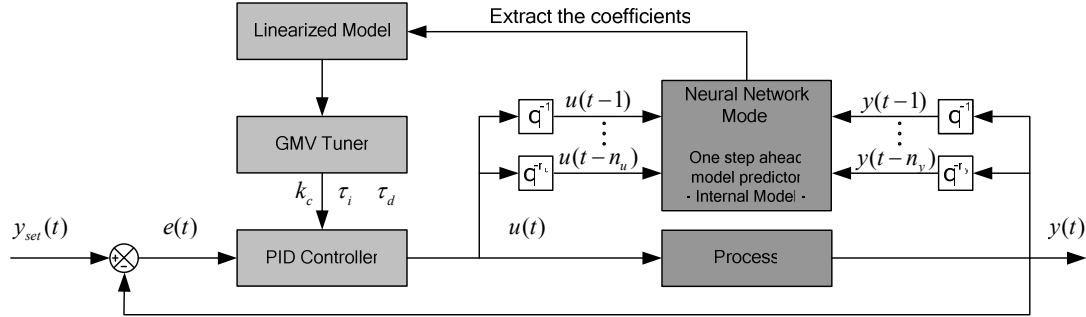 Extract the coefficients
Linearized Model
Neural Network
Mode
One step ahead
model predictor
- Internal Model -
q⁻¹
u(t−1)
y(t−1)
q⁻¹
GMV Tuner
u(t−n_u)
y(t−n_y)
k_c τ_i τ_d
y_set(t)
e(t)
u(t)
y(t)
+
−
PID Controller
Process